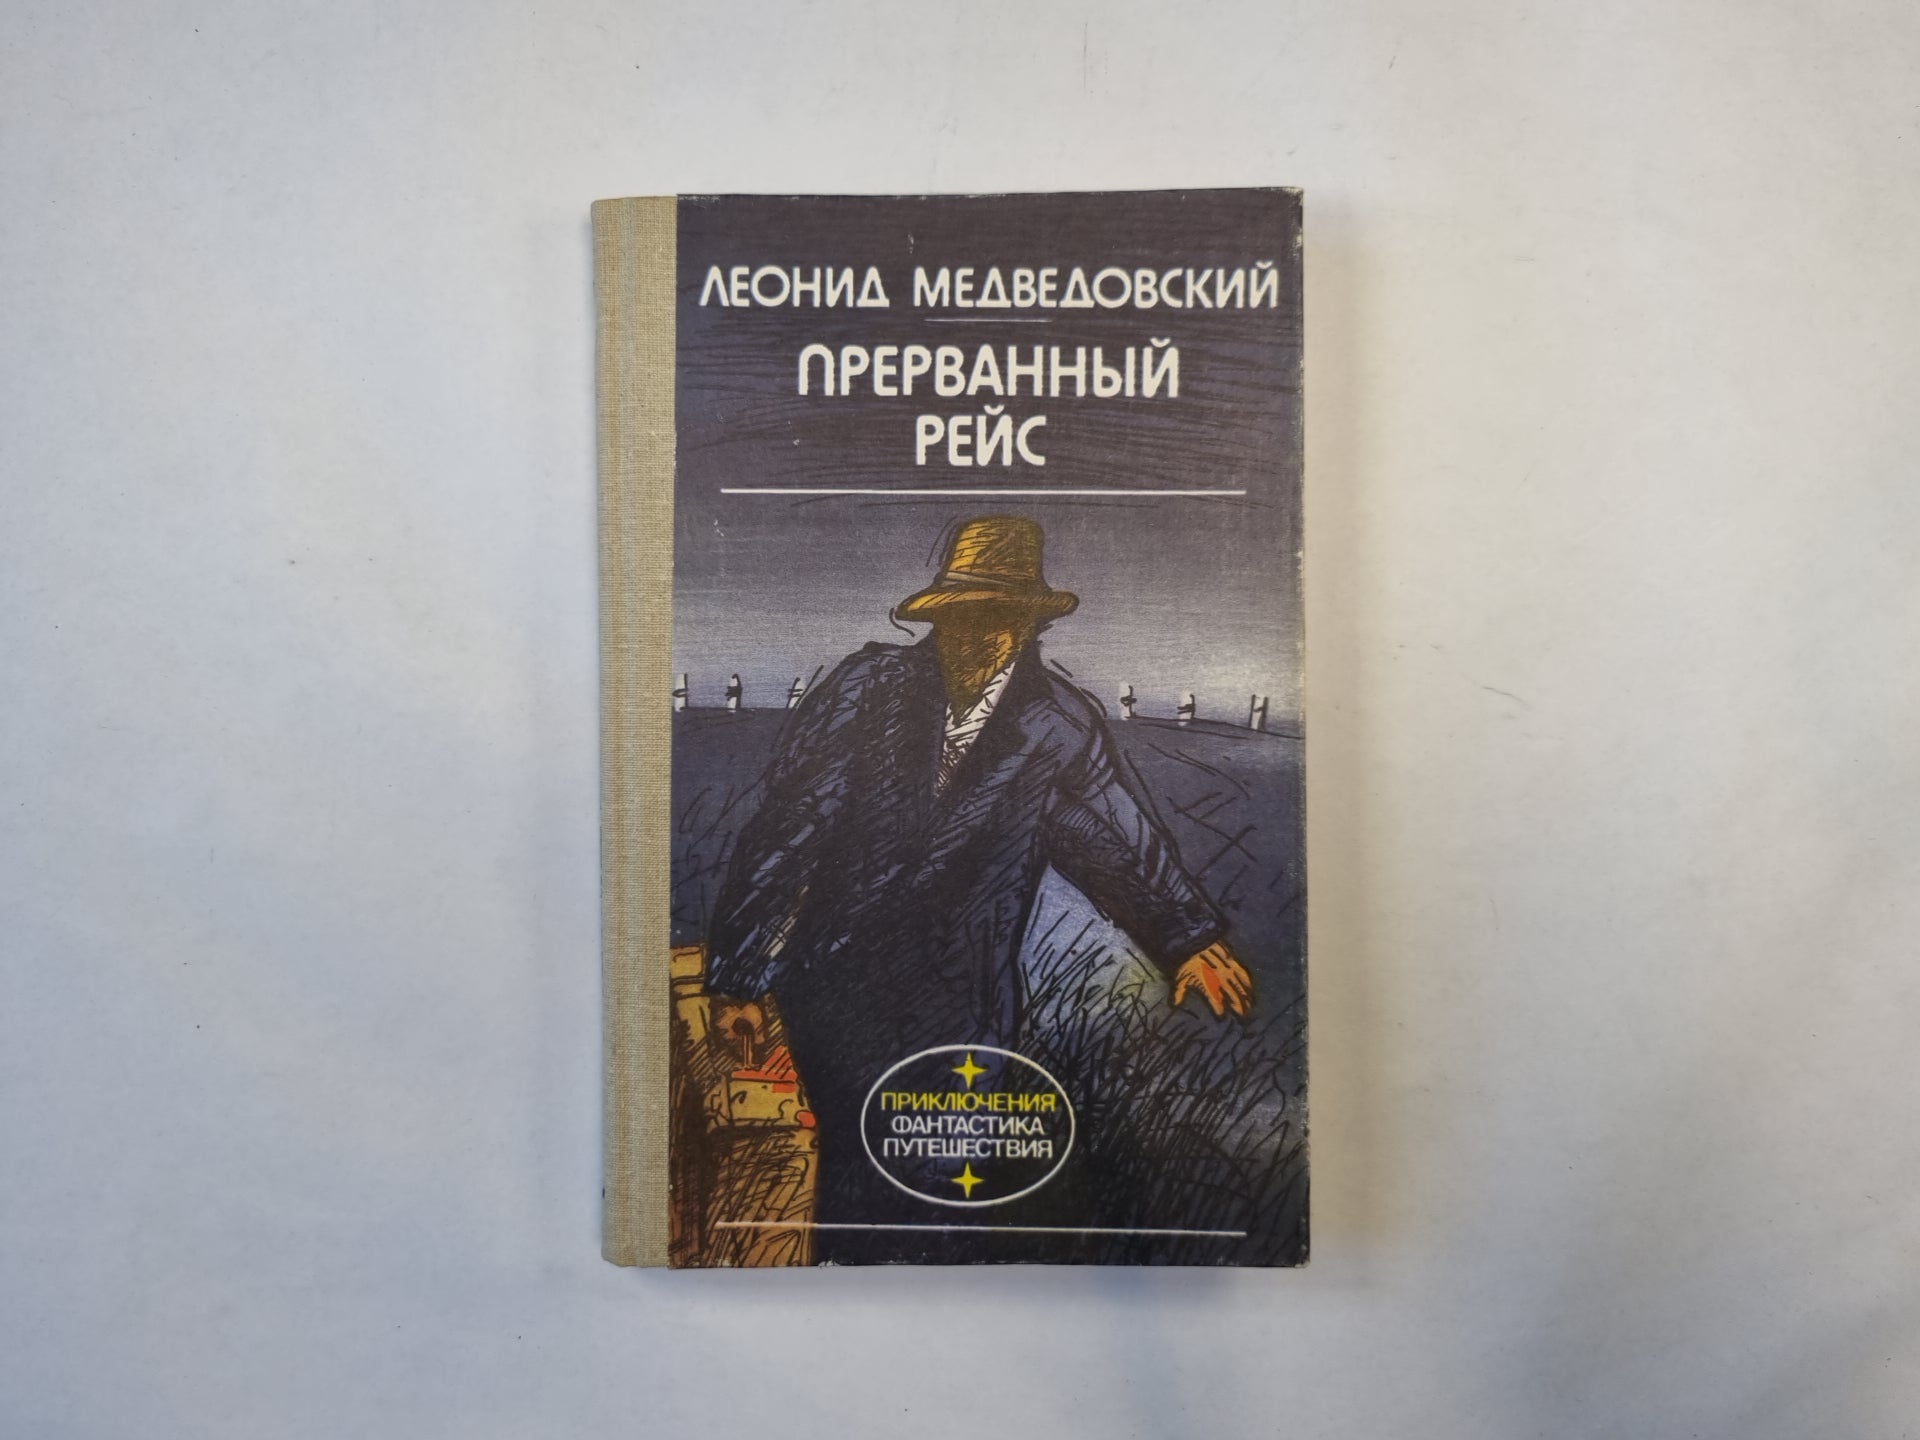 ЛЕОНИД МЕДВЕДОВСКИЙ
ПРЕРВАННЫЙ
РЕЙС
ПРИКЛЮЧЕНИЯ
ФАНТАСТИКА
ПУТЕШЕСТВИЯ